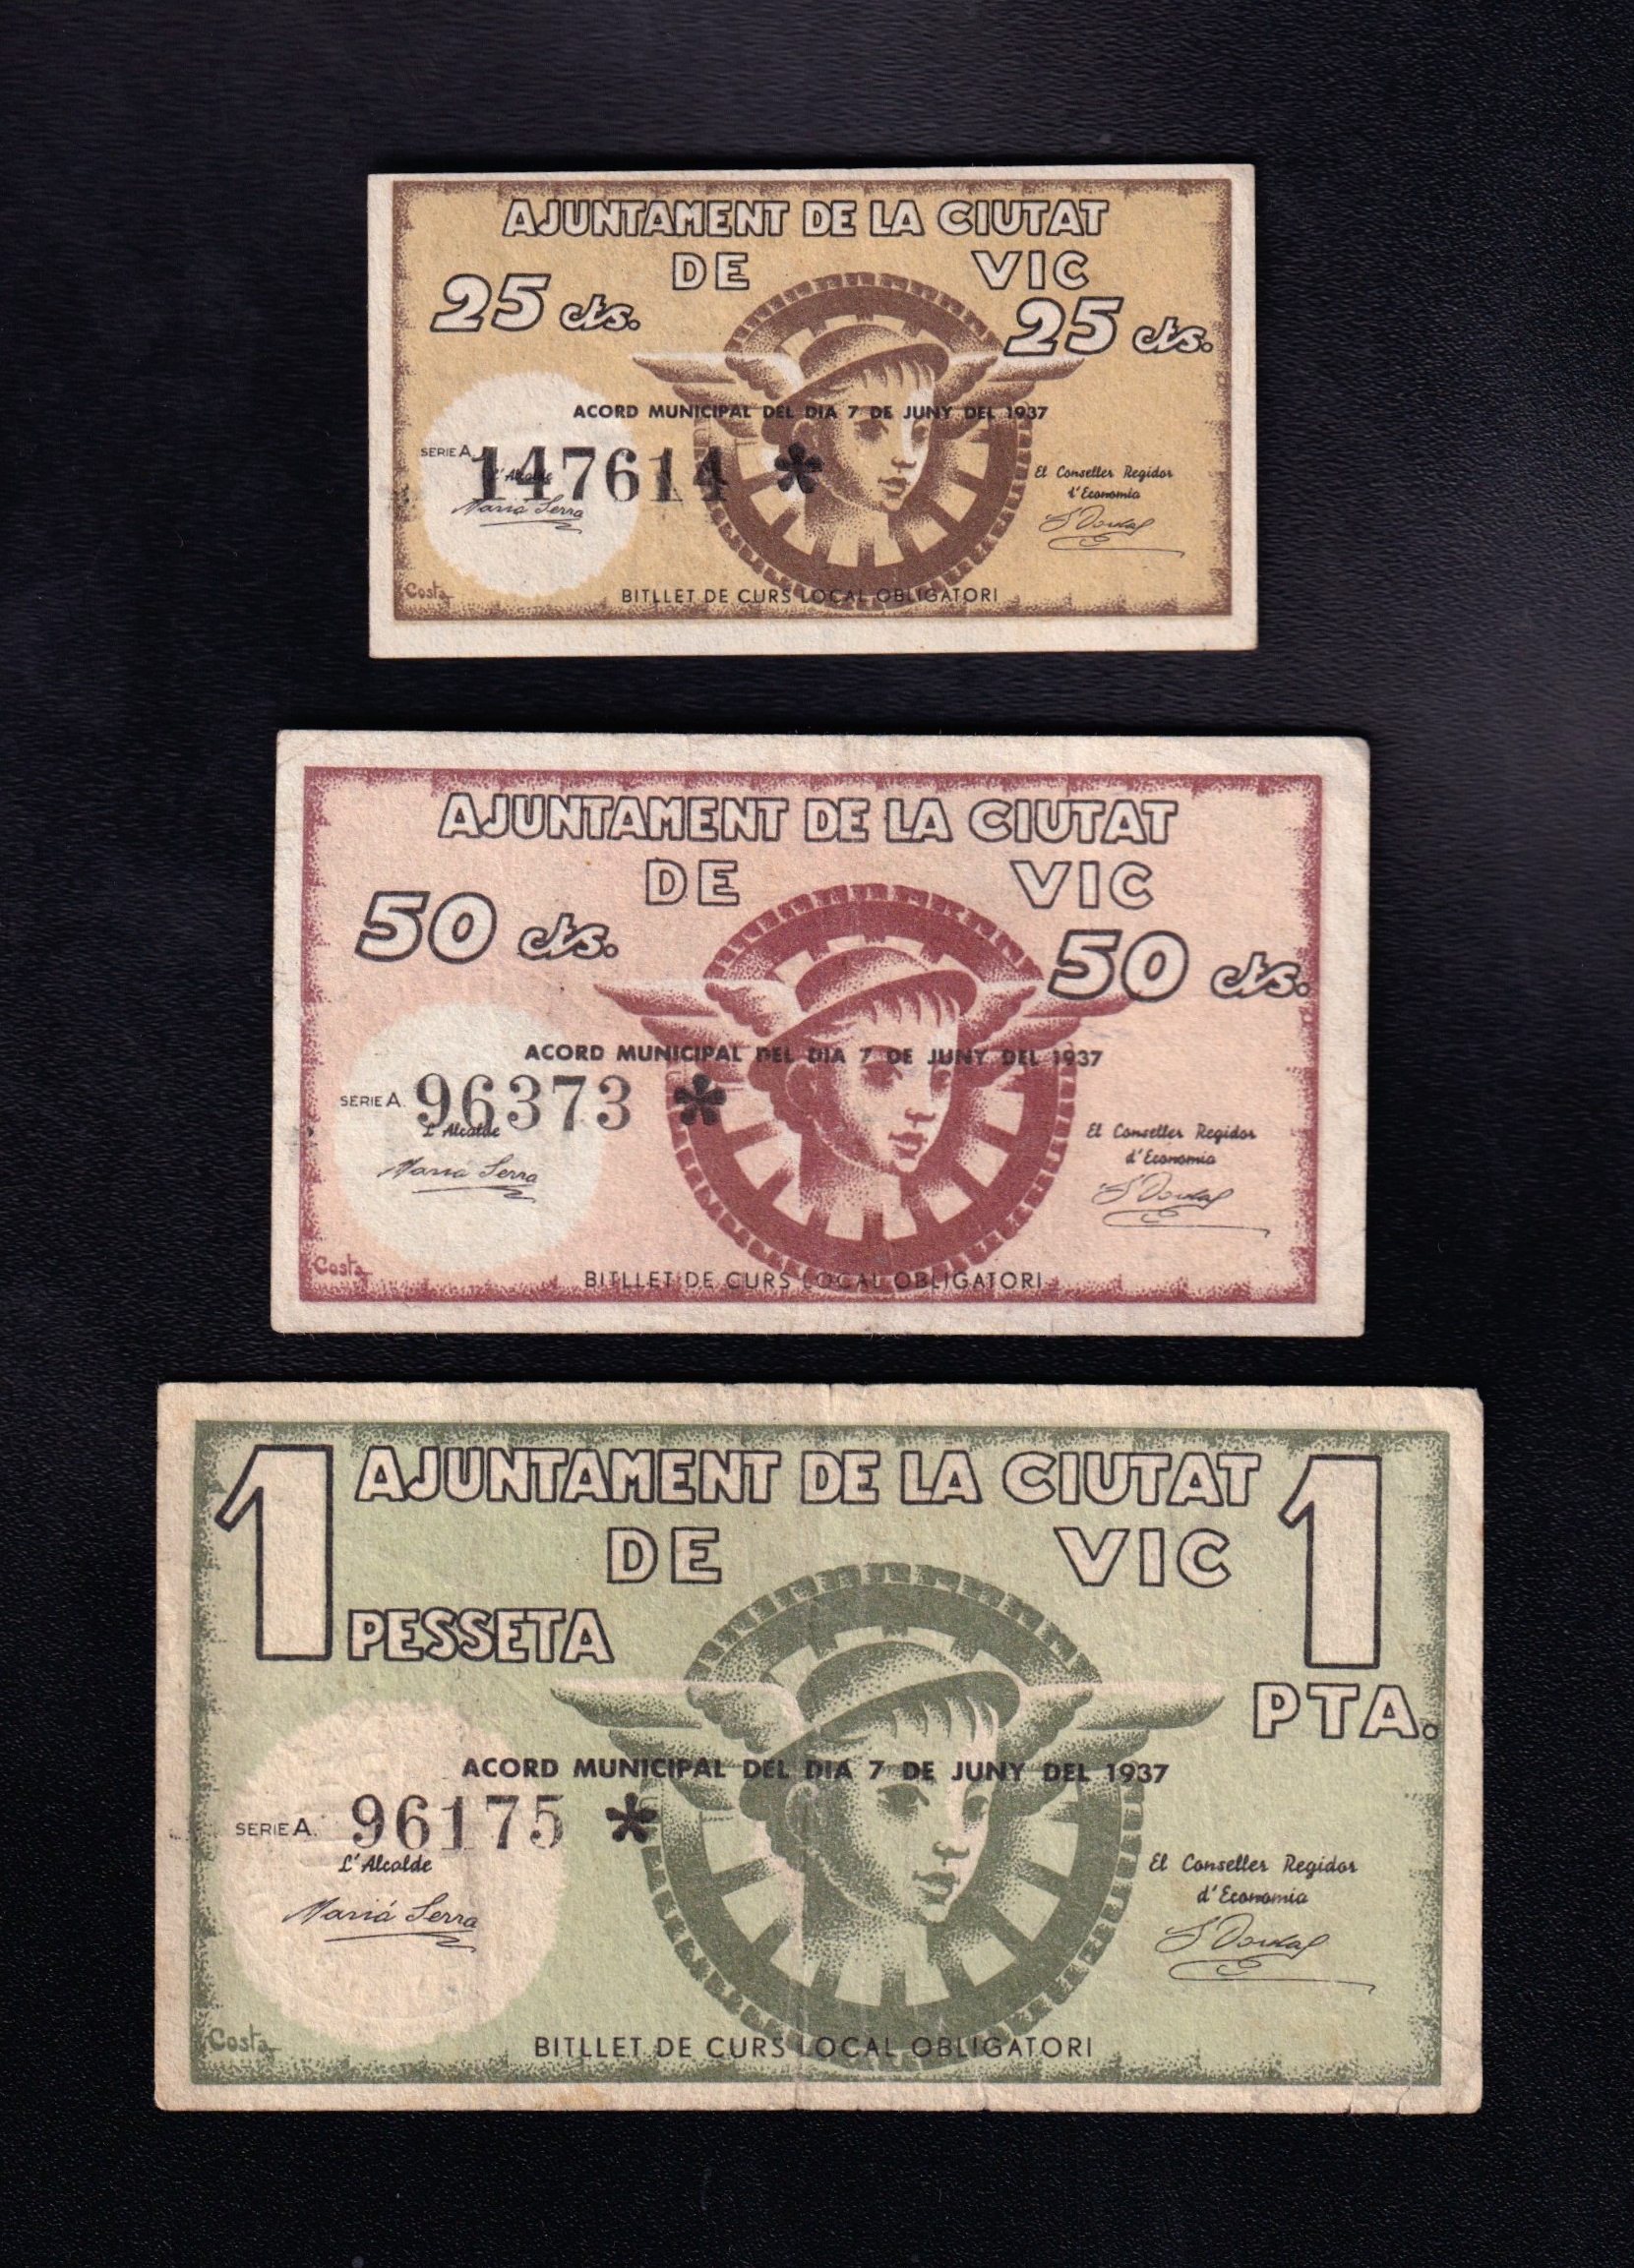 AJUNTAMENT DE LA CIUTAT
DE VIC
25 cts. 25 cts.
ACORD MUNICIPAL DEL DIA 7 DE JUNY DEL 1937
SERIE A. 147614 *
L'Alcalde
Marià Serra
El Conseller Regidor
d'Economia
Costa
BITLLET DE CURS LOCAL OBLIGATORI
AJUNTAMENT DE LA CIUTAT
DE VIC
50 cts. 50 cts.
ACORD MUNICIPAL DEL DIA 7 DE JUNY DEL 1937
SERIE A. 96373 *
L'Alcalde
Marià Serra
El Conseller Regidor
d'Economia
Costa
BITLLET DE CURS LOCAL OBLIGATORI
1 AJUNTAMENT DE LA CIUTAT 1
DE VIC
PESSETA
PTA.
ACORD MUNICIPAL DEL DIA 7 DE JUNY DEL 1937
SERIE A. 96175 *
L'Alcalde
Marià Serra
El Conseller Regidor
d'Economia
Costa
BITLLET DE CURS LOCAL OBLIGATORI